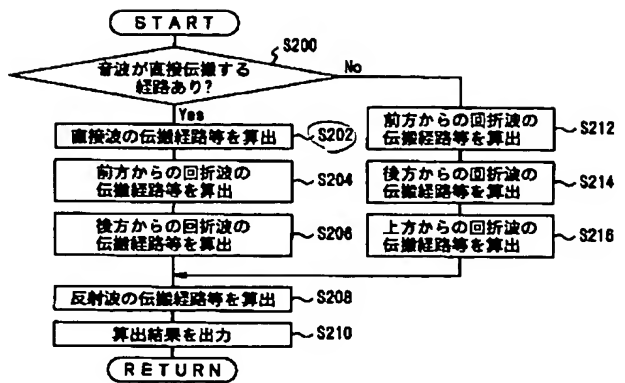 START
S200
音波が直接伝搬する
経路あり?
No
Yes
直接波の伝搬経路等を算出
S202
前方からの回折波の
伝搬経路等を算出
S204
後方からの回折波の
伝搬経路等を算出
S206
前方からの回折波の
伝搬経路等を算出
S212
後方からの回折波の
伝搬経路等を算出
S214
上方からの回折波の
伝搬経路等を算出
S216
反射波の伝搬経路等を算出
S208
算出結果を出力
S210
RETURN